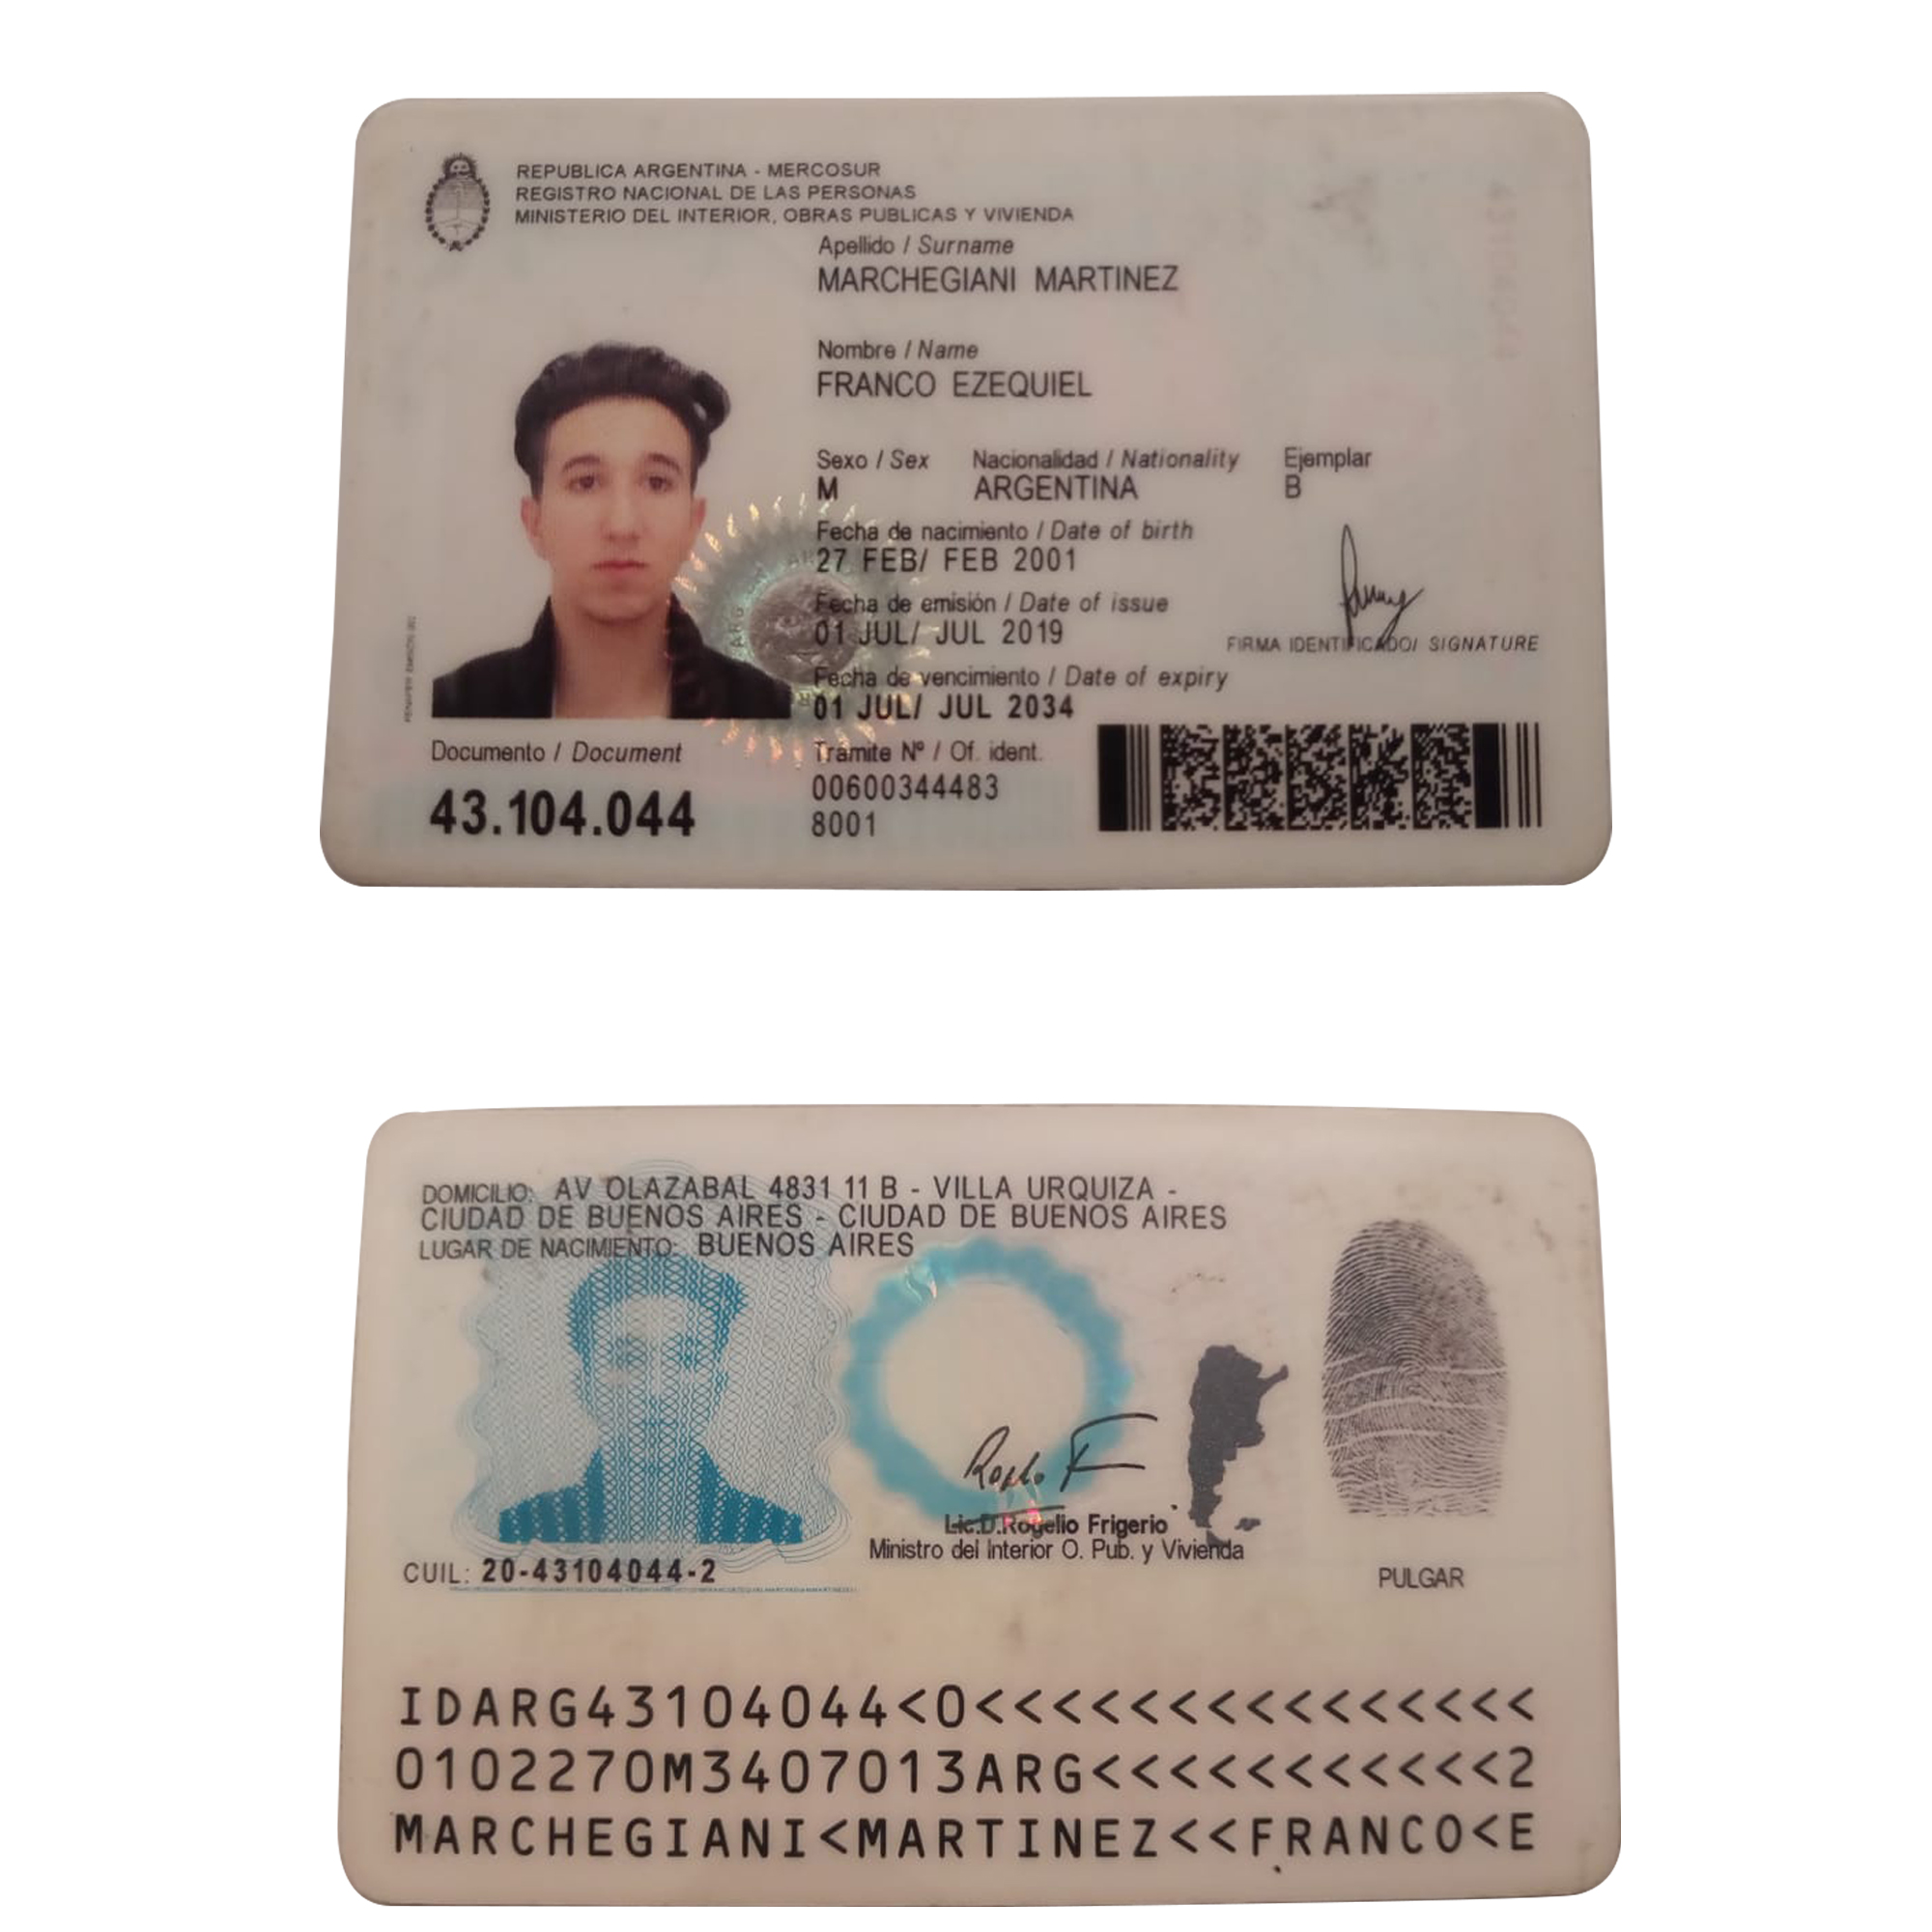 REPUBLICA ARGENTINA - MERCOSUR
REGISTRO NACIONAL DE LAS PERSONAS
MINISTERIO DEL INTERIOR, OBRAS PUBLICAS Y VIVIENDA
Apellido / Surname
MARCHEGIANI MARTINEZ
Nombre / Name
FRANCO EZEQUIEL
Sexo / Sex Nacionalidad / Nationality Ejemplar
M ARGENTINA B
Fecha de nacimiento / Date of birth
27 FEB/ FEB 2001
Fecha de emisión / Date of issue
01 JUL/ JUL 2019
FIRMA IDENTIFICADO/ SIGNATURE
Fecha de vencimiento / Date of expiry
01 JUL/ JUL 2034
Documento / Document
43.104.044
Tramite Nº / Of. ident.
00600344483
8001
DOMICILIO: AV OLAZABAL 4831 11 B - VILLA URQUIZA -
CIUDAD DE BUENOS AIRES - CIUDAD DE BUENOS AIRES
LUGAR DE NACIMIENTO: BUENOS AIRES
Lic.D.Rogelio Frigerio
Ministro del Interior O. Pub. y Vivienda
CUIL: 20-43104044-2
PULGAR
IDARG43104044<0<<<<<<<<<<<<<<<
0102270M3407013ARG<<<<<<<<<<<2
MARCHEGIANI<MARTINEZ<<FRANCO<E